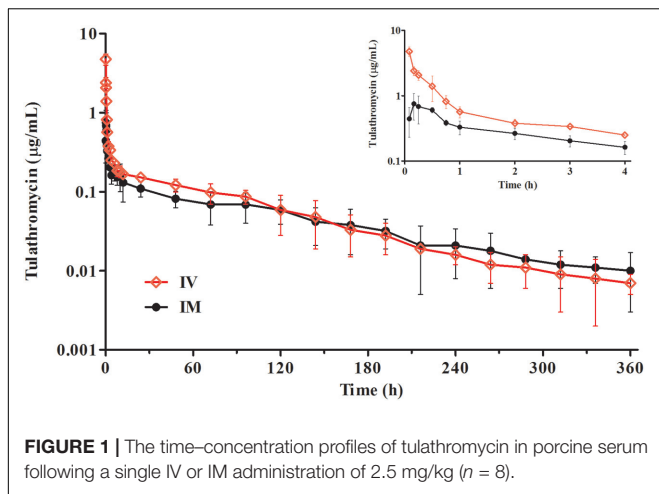 10
1
0.1
0.01
0.001
Tulathromycin (μg/mL)
0 60 120 180 240 300 360
Time (h)
IV
IM
10
1
0.1
Tulathromycin (μg/mL)
0 1 2 3 4
Time (h)
FIGURE 1 | The time–concentration profiles of tulathromycin in porcine serum
following a single IV or IM administration of 2.5 mg/kg (n = 8).